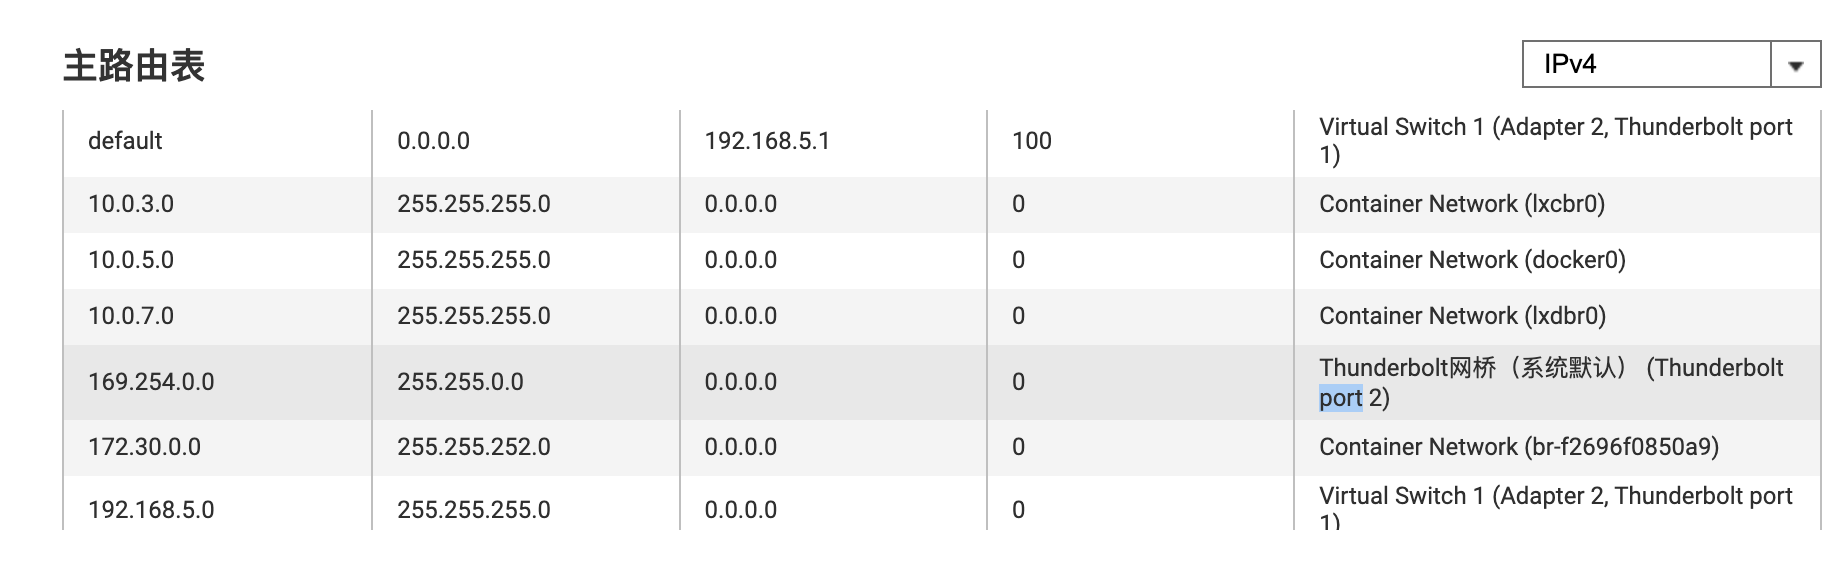 主路由表
IPv4
default 0.0.0.0 192.168.5.1 100 Virtual Switch 1 (Adapter 2, Thunderbolt port
1)
10.0.3.0 255.255.255.0 0.0.0.0 0 Container Network (lxcbr0)
10.0.5.0 255.255.255.0 0.0.0.0 0 Container Network (docker0)
10.0.7.0 255.255.255.0 0.0.0.0 0 Container Network (lxdbr0)
169.254.0.0 255.255.0.0 0.0.0.0 0 Thunderbolt网桥（系统默认） (Thunderbolt
port 2)
172.30.0.0 255.255.252.0 0.0.0.0 0 Container Network (br-f2696f0850a9)
192.168.5.0 255.255.255.0 0.0.0.0 0 Virtual Switch 1 (Adapter 2, Thunderbolt port
1)